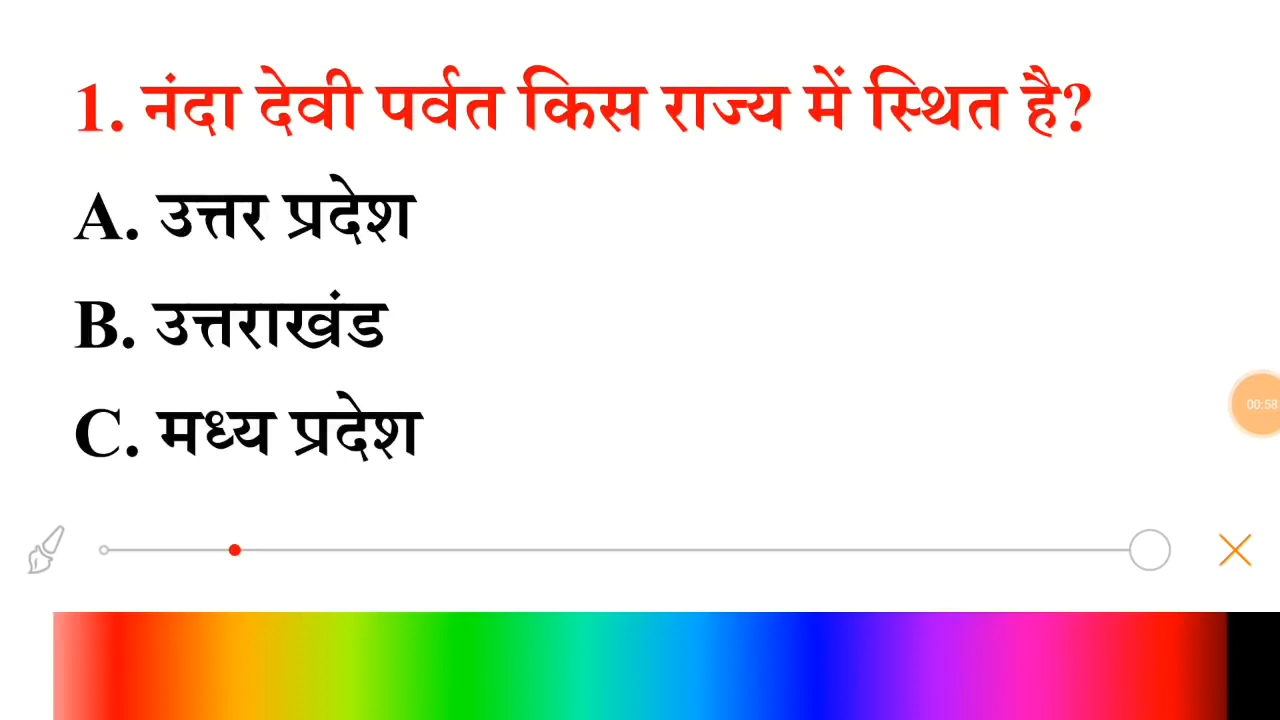 1. नंदा देवी पर्वत किस राज्य में स्थित है?
A. उत्तर प्रदेश
B. उत्तराखंड
C. मध्य प्रदेश
00:58